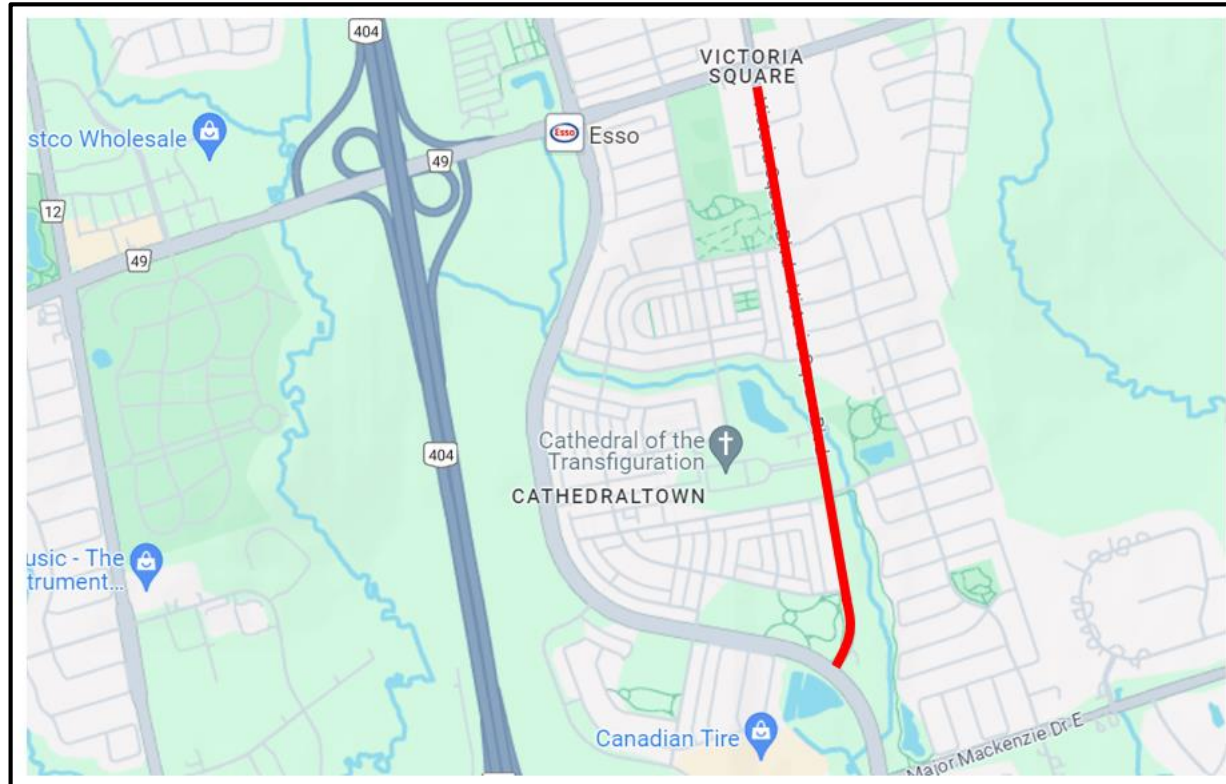 404
VICTORIA
SQUARE
stco Wholesale
Esso
Esso
49
12
49
404
Cathedral of the
Transfiguration
CATHEDRALTOWN
usic - The
trument...
Canadian Tire
Major Mackenzie Dr E